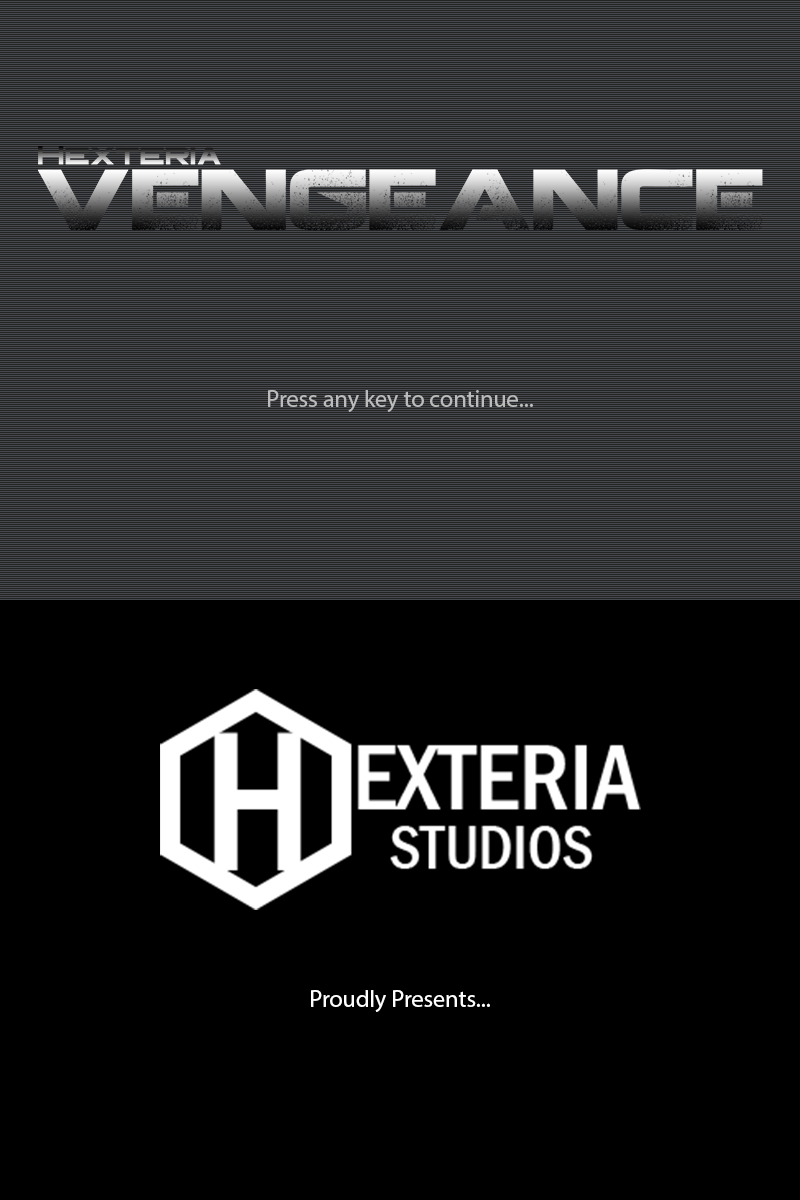 HEXTERIA
VENGEANCE
Press any key to continue...
HEXTERIA
STUDIOS
Proudly Presents...